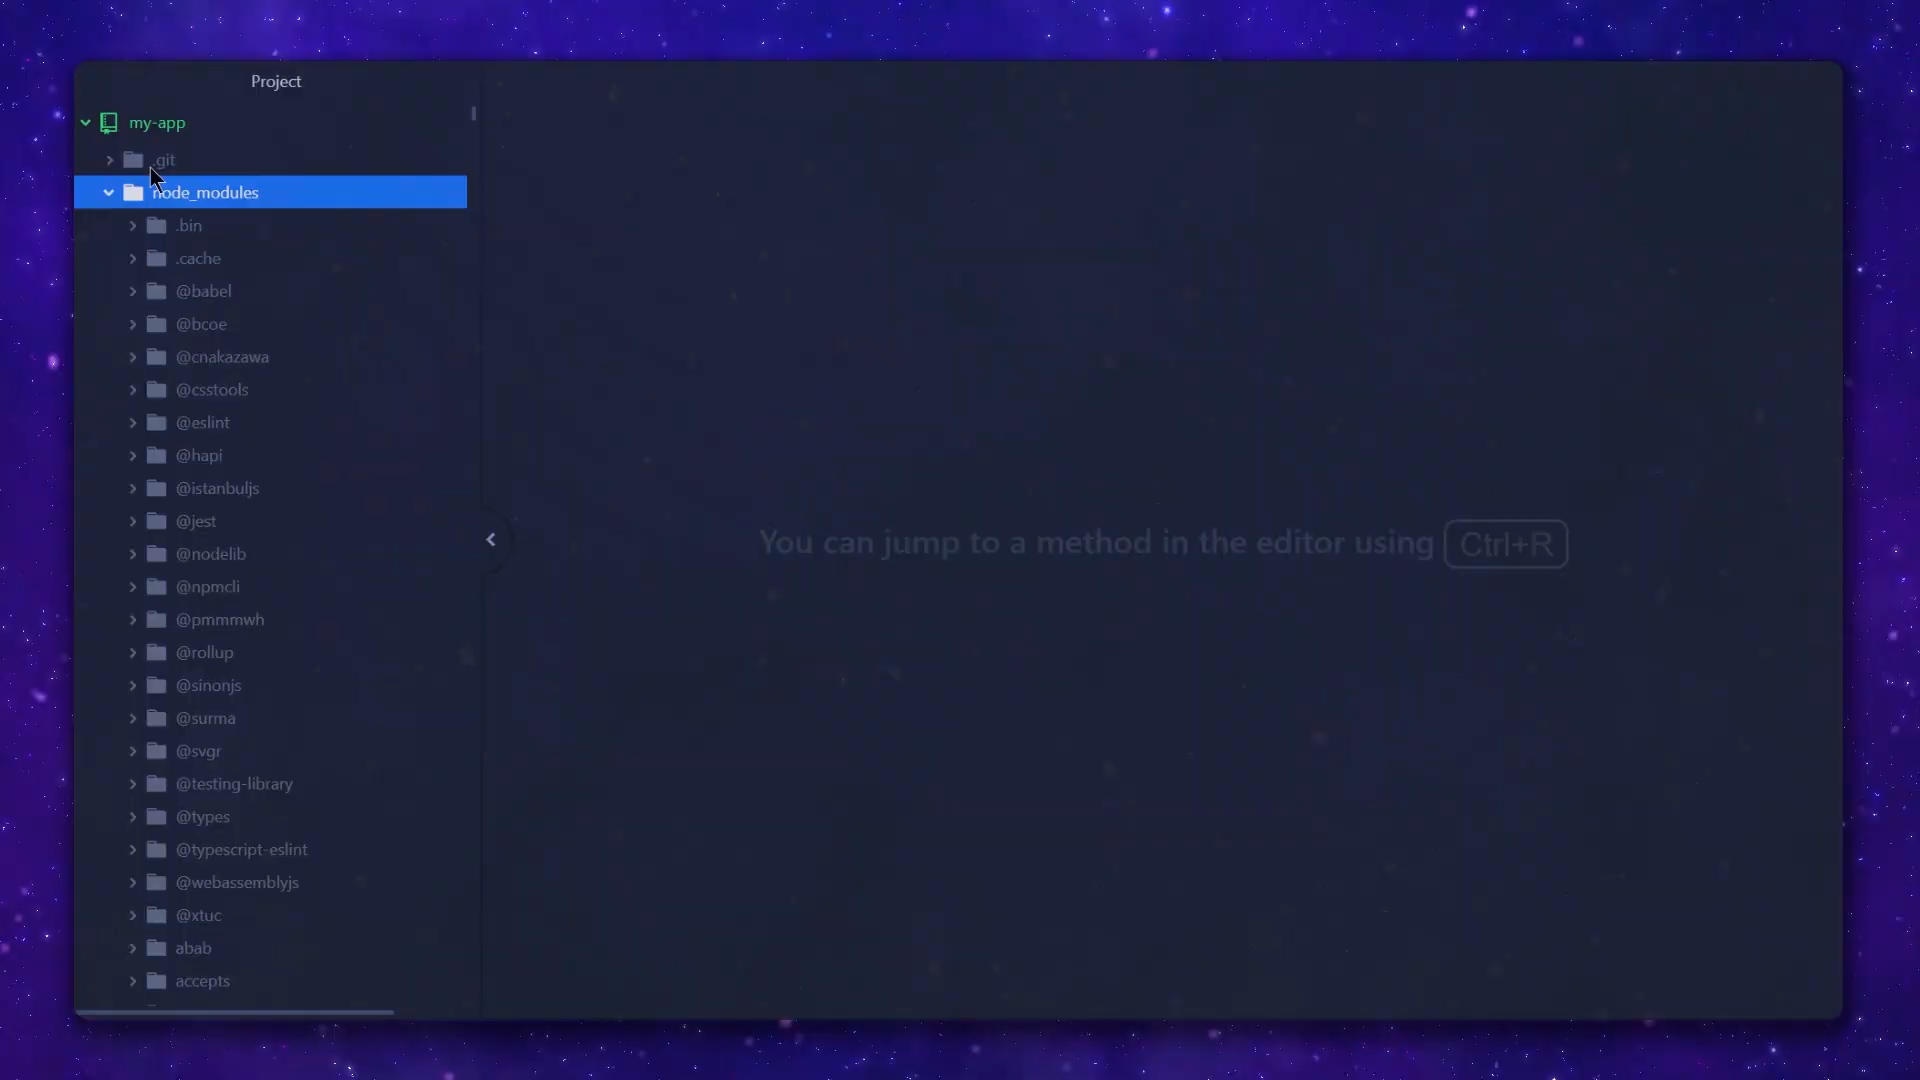 Project
my-app
.git
node_modules
.bin
.cache
@babel
@bcoe
@cnakazawa
@csstools
@eslint
@hapi
@istanbuljs
@jest
@nodelib
@npmcli
@pmmmwh
@rollup
@sinonjs
@surma
@svgr
@testing-library
@types
@typescript-eslint
@webassemblyjs
@xtuc
abab
accepts
You can jump to a method in the editor using Ctrl+R